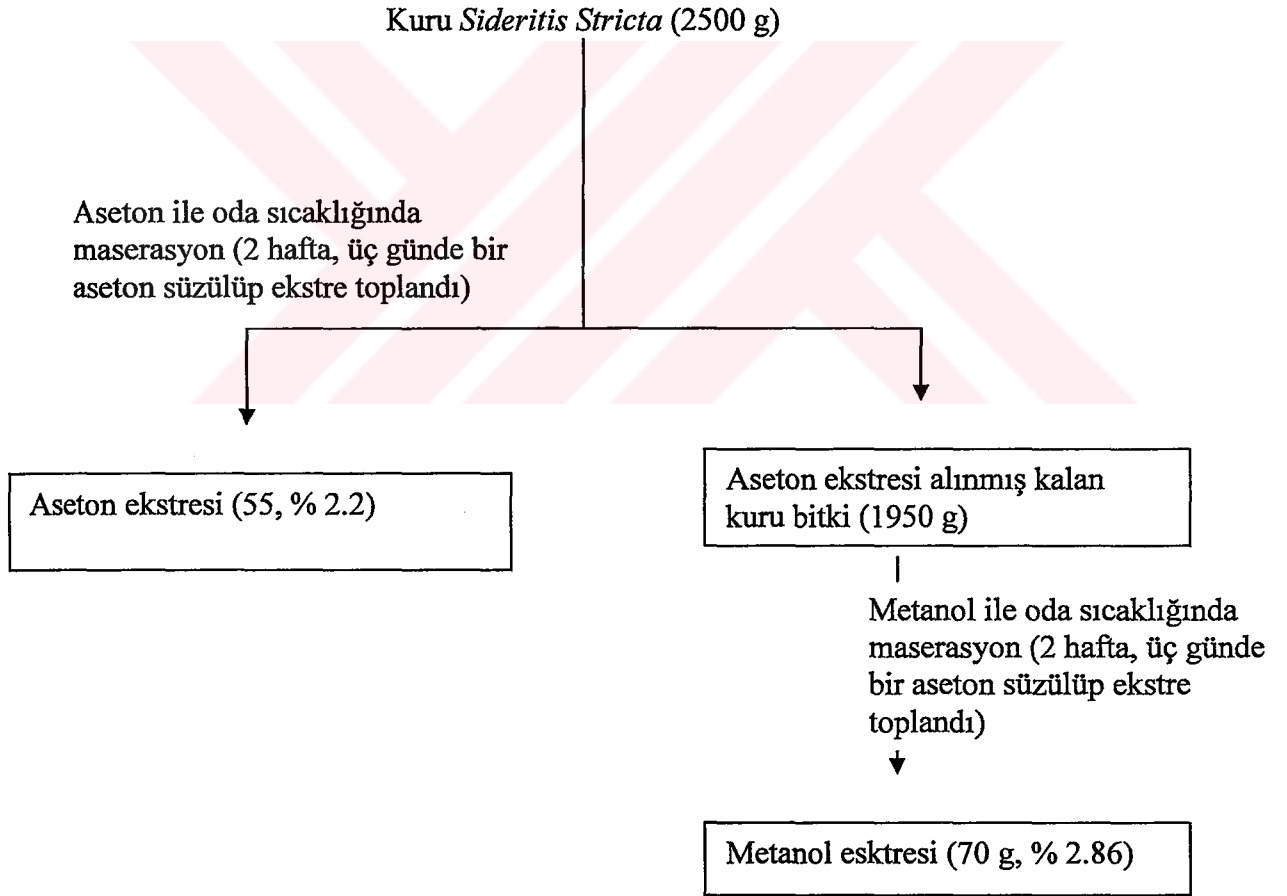 Kuru Sideritis Stricta (2500 g)
Aseton ile oda sıcaklığında
maserasyon (2 hafta, üç günde bir
aseton süzülüp ekstre toplandı)
Aseton ekstresi (55, % 2.2)
Aseton ekstresi alınmış kalan
kuru bitki (1950 g)
Metanol ile oda sıcaklığında
maserasyon (2 hafta, üç günde
bir aseton süzülüp ekstre
toplandı)
Metanol esktresi (70 g, % 2.86)